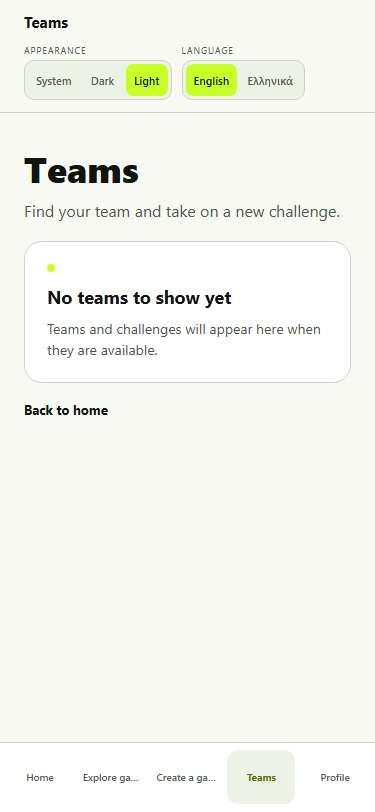 Teams
APPEARANCE
LANGUAGE
System Dark Light
English Ελληνικά
Teams
Find your team and take on a new challenge.
No teams to show yet
Teams and challenges will appear here when
they are available.
Back to home
Home Explore ga... Create a ga... Teams Profile